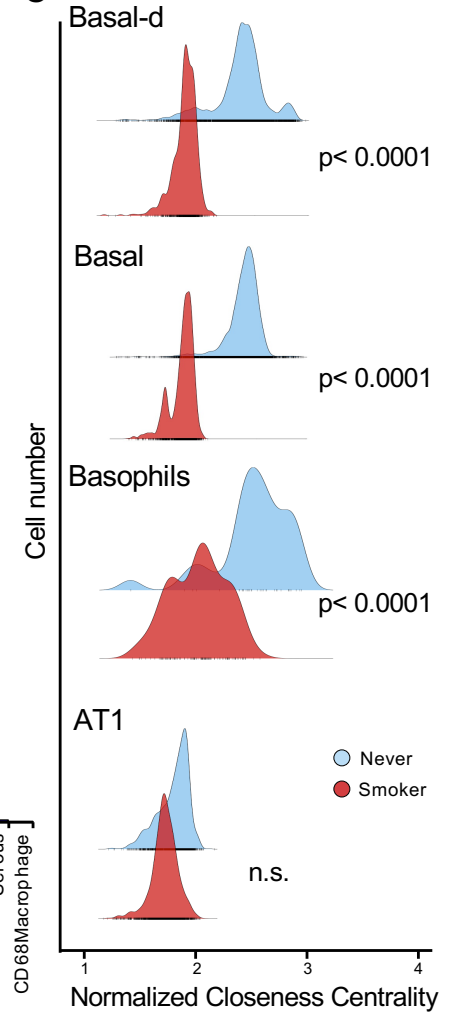 Basal-d
p< 0.0001
Basal
p< 0.0001
Basophils
p< 0.0001
AT1
Never
Smoker
n.s.
Cell number
CD68Macrophage
1 2 3 4
Normalized Closeness Centrality